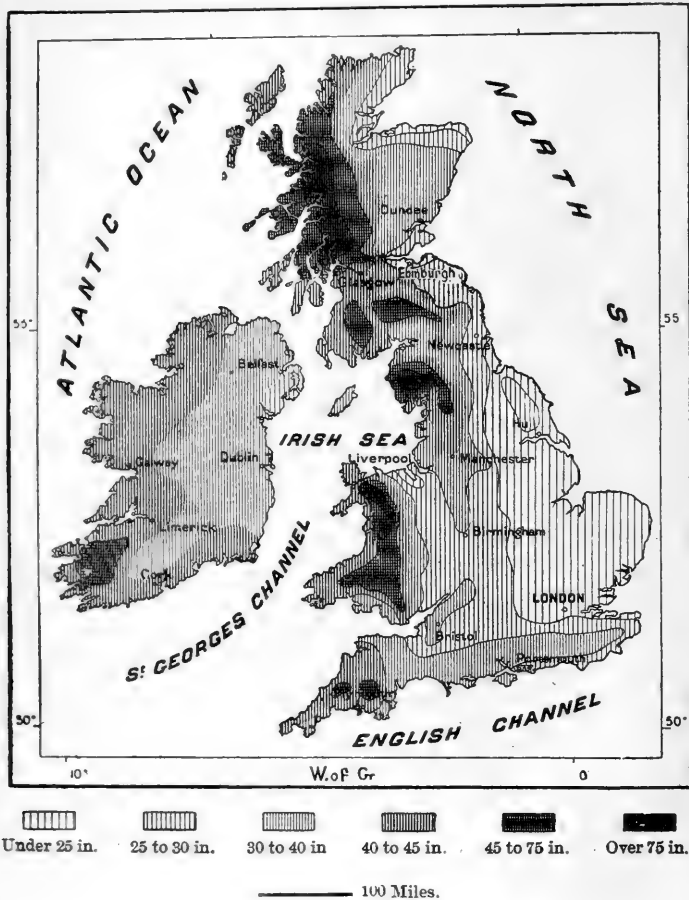 ATLANTIC OCEAN
NORTH SEA
Dundee
Glasgow
Edinburgh
55°
55
Newcastle
Belfast
Hull
IRISH SEA
Galway
Dublin
Liverpool
Manchester
Limerick
Birmingham
Cork
LONDON
ST GEORGES CHANNEL
Bristol
Portsmouth
50°
50°
ENGLISH CHANNEL
10°
W. of Gr
0
Under 25 in.
25 to 30 in.
30 to 40 in
40 to 45 in.
45 to 75 in.
Over 75 in.
100 Miles.